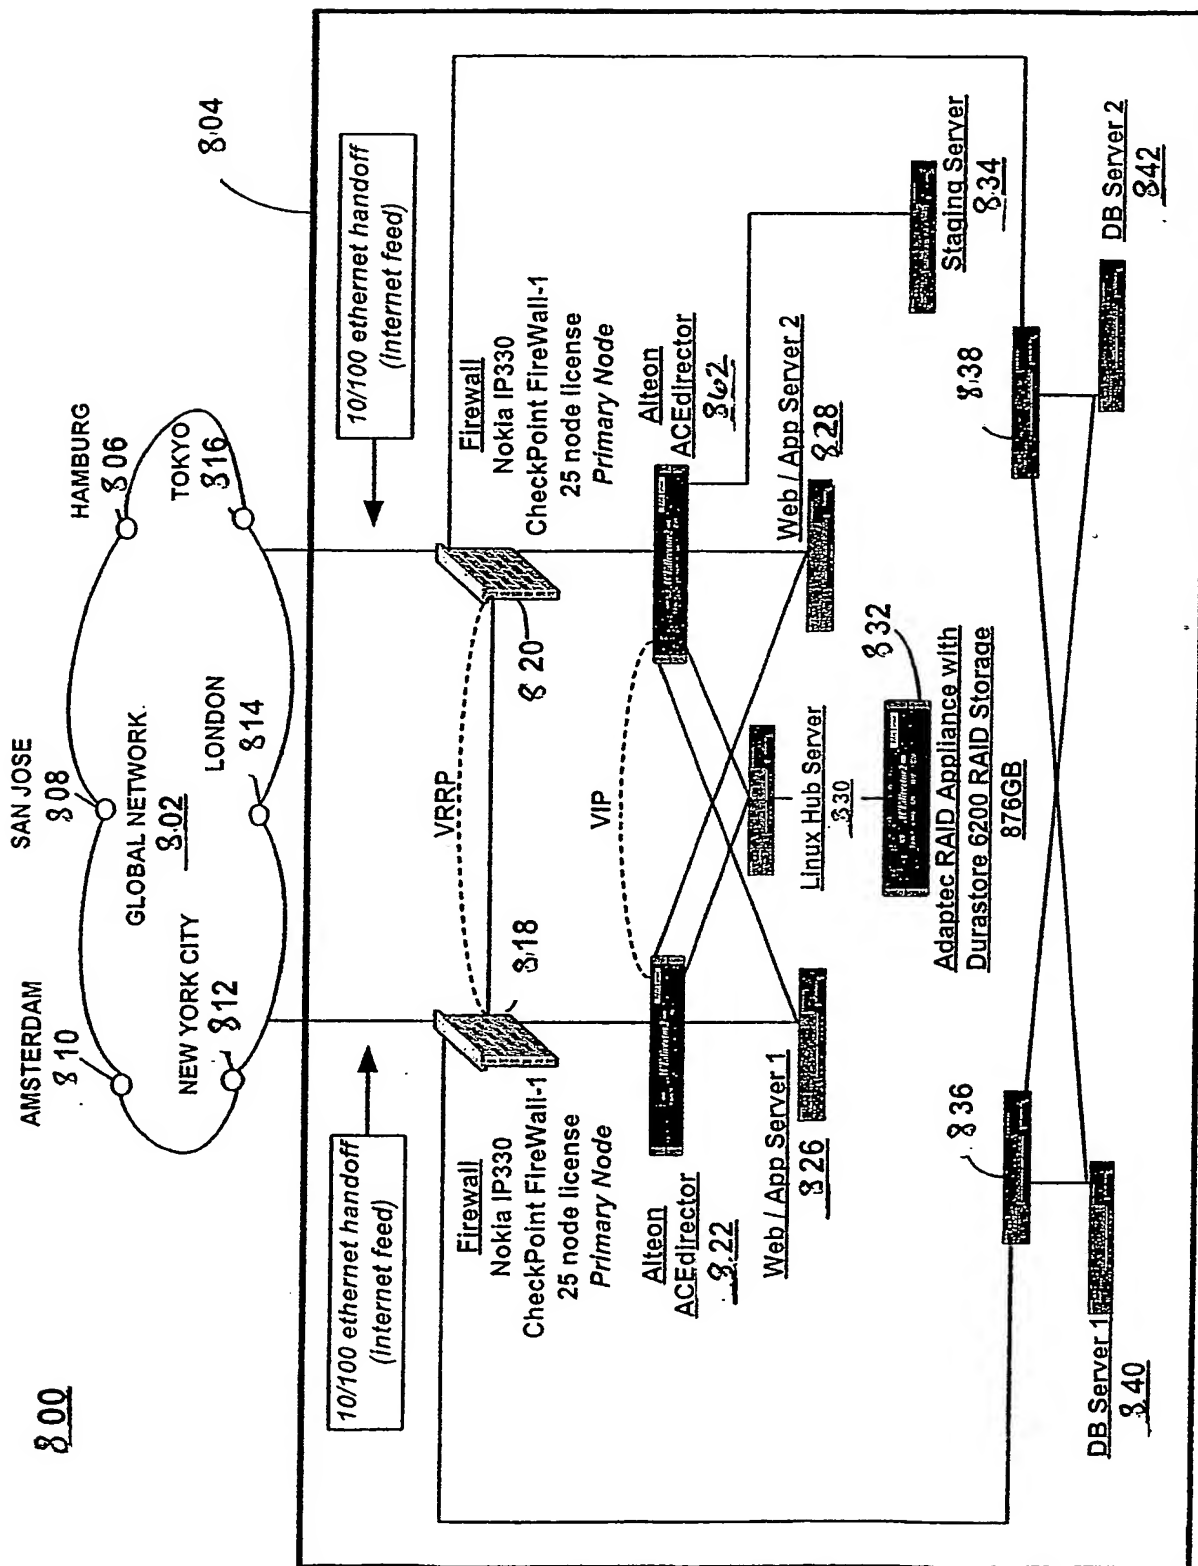 800
AMSTERDAM
810
SAN JOSE
808
HAMBURG
806
GLOBAL NETWORK.
802
NEW YORK CITY
812
LONDON
814
TOKYO
816
804
10/100 ethernet handoff
(Internet feed)
10/100 ethernet handoff
(Internet feed)
VRRP
Firewall
Nokia IP330
CheckPoint FireWall-1
25 node license
Primary Node
818
820
Firewall
Nokia IP330
CheckPoint FireWall-1
25 node license
Primary Node
VIP
Alteon
ACEdirector
822
Alteon
ACEdirector
862
Web / App Server 1
826
Web / App Server 2
828
Linux Hub Server
830
832
Adaptec RAID Appliance with
Durastore 6200 RAID Storage
876GB
Staging Server
834
836
838
DB Server 1
840
DB Server 2
842